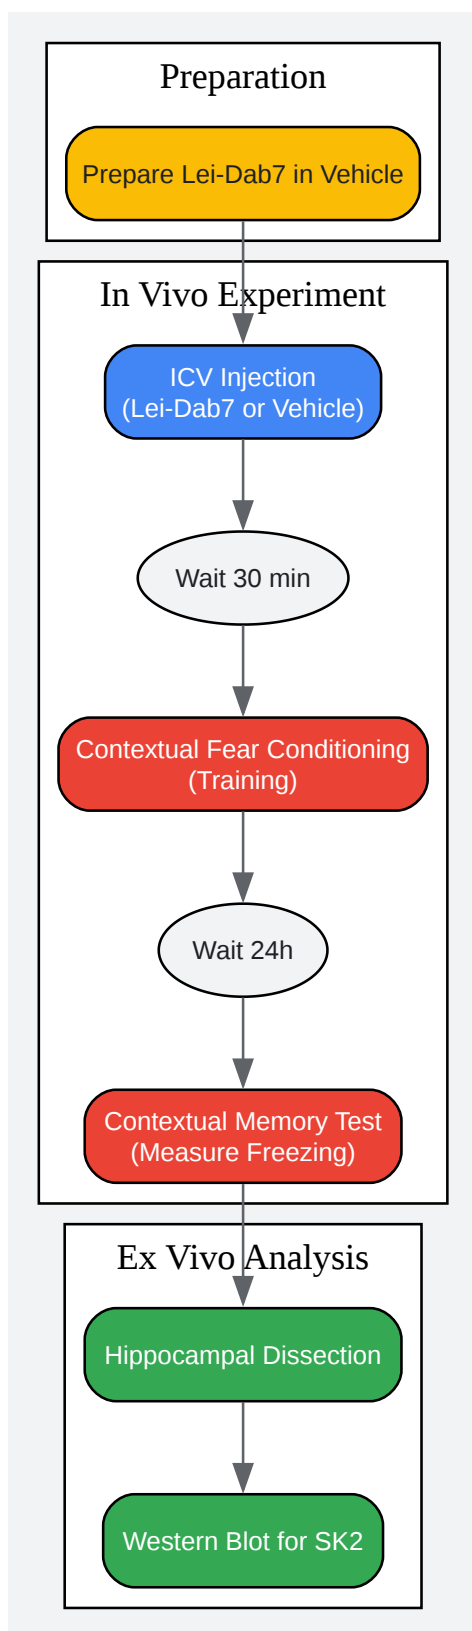 Preparation
Prepare Lei-Dab7 in Vehicle
In Vivo Experiment
ICV Injection
(Lei-Dab7 or Vehicle)
Wait 30 min
Contextual Fear Conditioning
(Training)
Wait 24h
Contextual Memory Test
(Measure Freezing)
Ex Vivo Analysis
Hippocampal Dissection
Western Blot for SK2